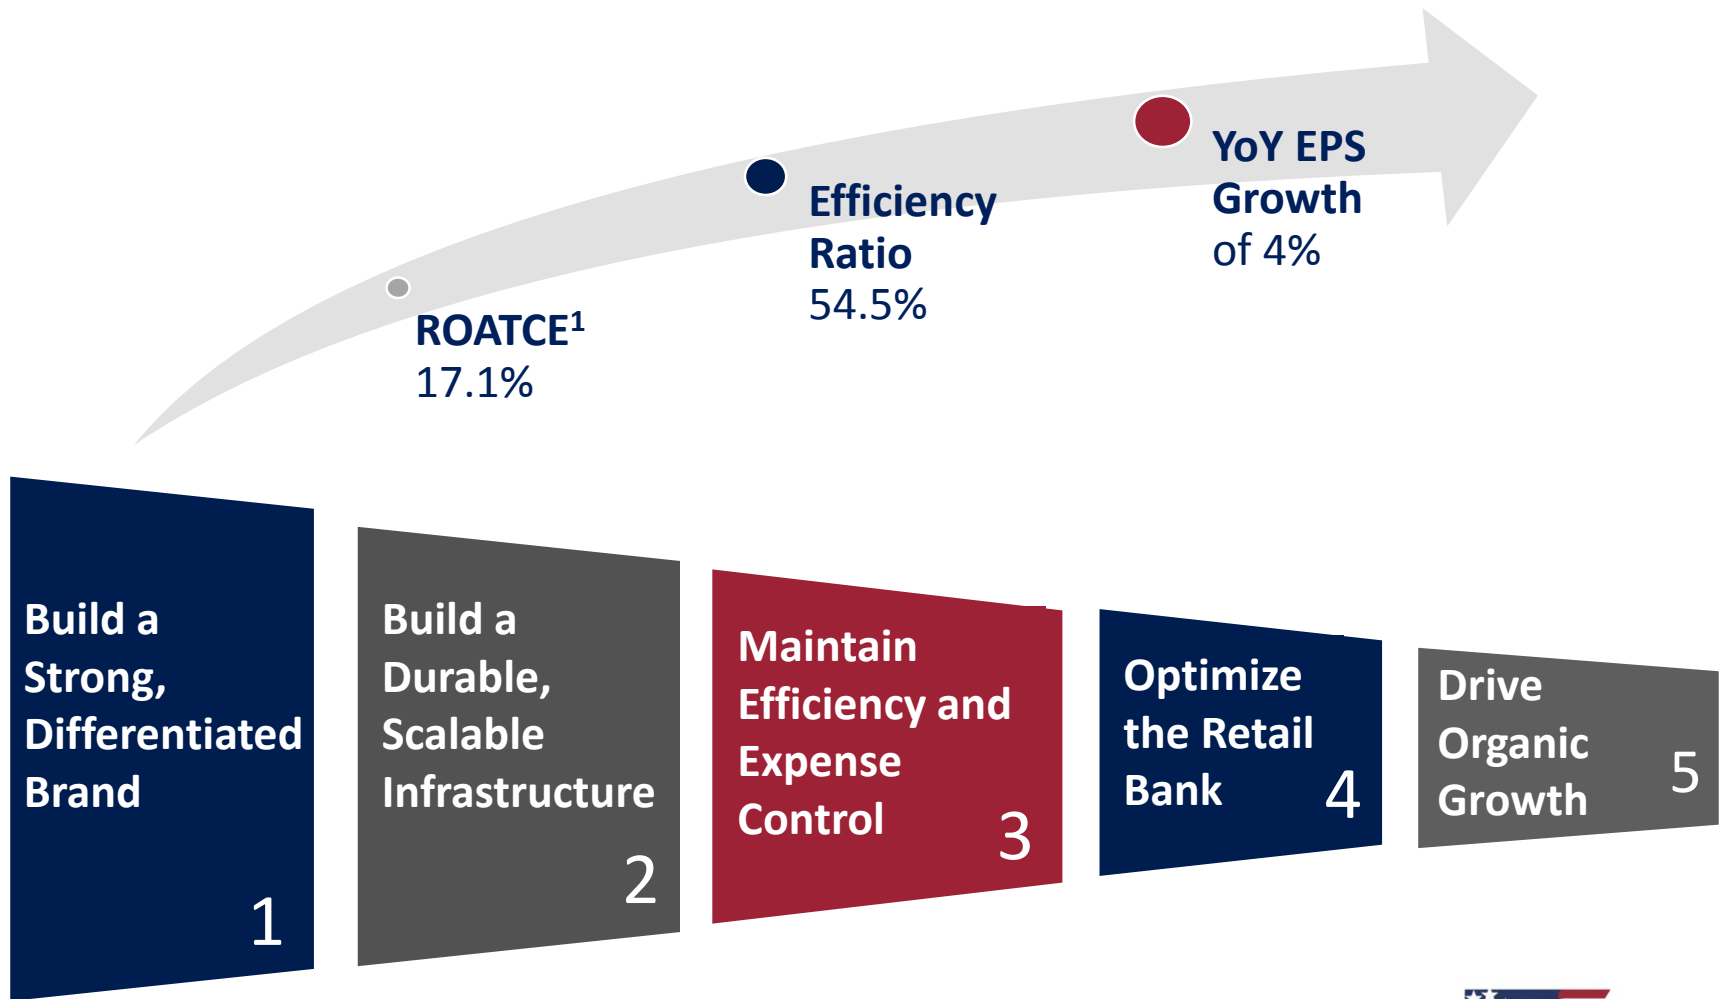 ROATCE¹
17.1%
Efficiency
Ratio
54.5%
YoY EPS
Growth
of 4%
Build a
Strong,
Differentiated
Brand
1
Build a
Durable,
Scalable
Infrastructure
2
Maintain
Efficiency and
Expense
Control
3
Optimize
the Retail
Bank
4
Drive
Organic
Growth
5